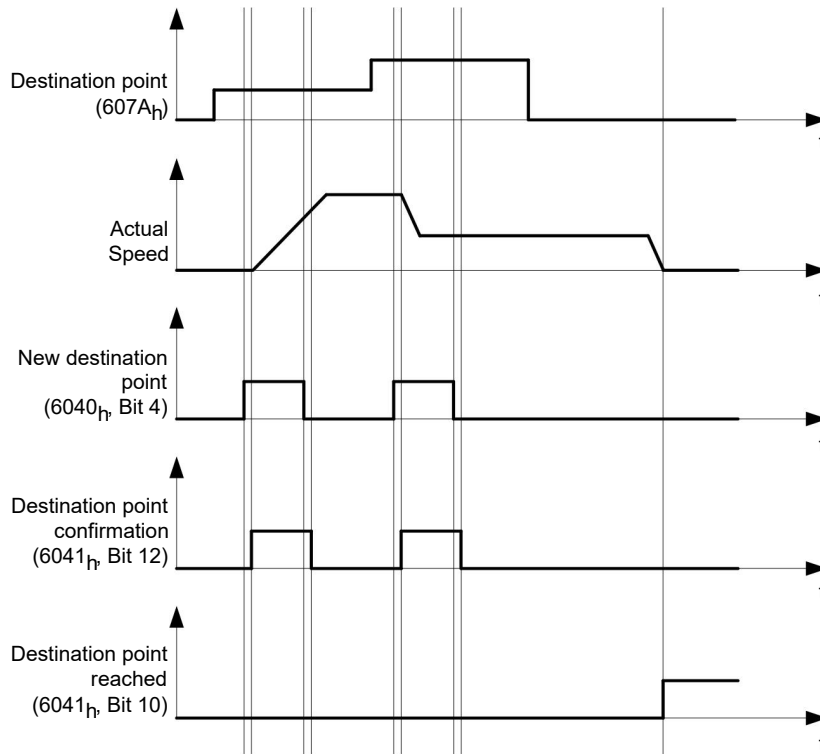 Destination point
(607Ah)
Actual
Speed
New destination
point
(6040h, Bit 4)
Destination point
confirmation
(6041h, Bit 12)
Destination point
reached
(6041h, Bit 10)